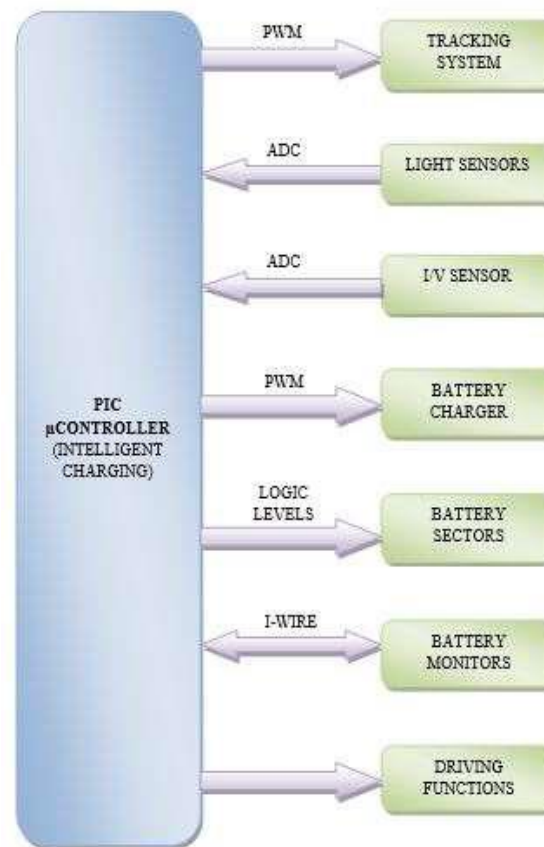 PWM
TRACKING
SYSTEM
ADC
LIGHT SENSORS
ADC
I/V SENSOR
PIC
µCONTROLLER
(INTELLIGENT
CHARGING)
PWM
BATTERY
CHARGER
LOGIC
LEVELS
BATTERY
SECTORS
I-WIRE
BATTERY
MONITORS
DRIVING
FUNCTIONS